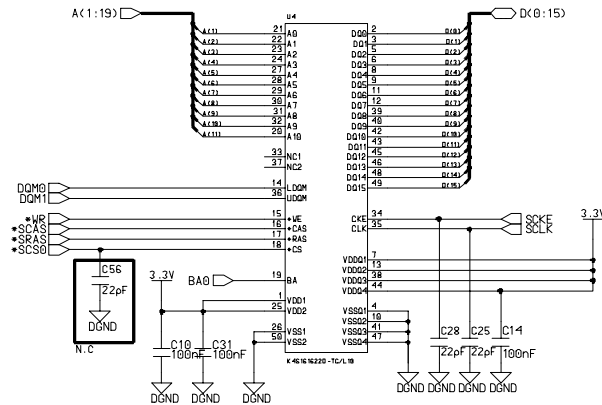 A(1:19)
D(0:15)
U4
A(1) 21 A0
A(2) 22 A1
A(3) 23 A2
A(4) 24 A3
A(5) 27 A4
A(6) 28 A5
A(7) 29 A6
A(8) 30 A7
A(9) 31 A8
A(10) 32 A9
A(11) 20 A10
33 NC1
37 NC2
DQM0 14 LDQM
DQM1 36 UDQM
*WR 15 *WE
*SCAS 16 *CAS
*SRAS 17 *RAS
*SCS0 18 *CS
BA0 19 BA
3.3V
1 VDD1
25 VDD2
26 VSS1
50 VSS2
DQ0 2 D(0)
DQ1 3 D(1)
DQ2 5 D(2)
DQ3 6 D(3)
DQ4 8 D(4)
DQ5 9 D(5)
DQ6 11 D(6)
DQ7 12 D(7)
DQ8 39 D(8)
DQ9 40 D(9)
DQ10 42 D(10)
DQ11 43 D(11)
DQ12 45 D(12)
DQ13 46 D(13)
DQ14 48 D(14)
DQ15 49 D(15)
CKE 34 SCKE
CLK 35 SCLK
3.3V
VDDQ1 7
VDDQ2 13
VDDQ3 38
VDDQ4 44
VSSQ1 4
VSSQ2 10
VSSQ3 41
VSSQ4 47
C56
22pF
DGND
N.C
C10
100nF
C31
100nF
C28
22pF
C25
22pF
C14
100nF
K4S161622D-TC/L10
DGND
DGND
DGND
DGND
DGND
DGND
DGND